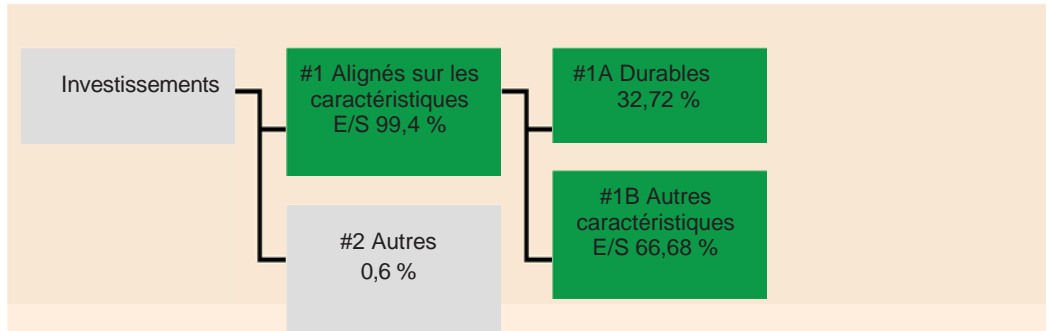 Investissements
#1 Alignés sur les
caractéristiques
E/S 99,4 %
#2 Autres
0,6 %
#1A Durables
32,72 %
#1B Autres
caractéristiques
E/S 66,68 %